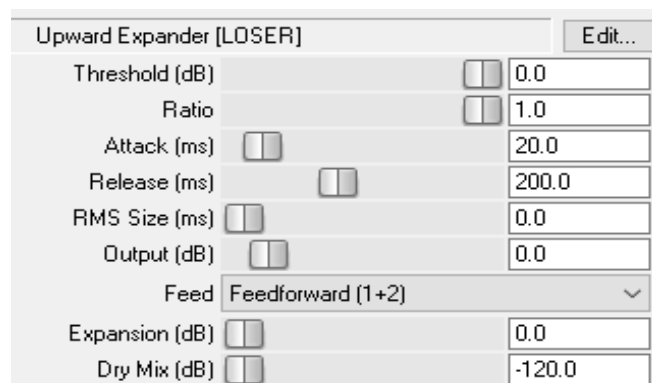 Upward Expander [LOSER] Edit...
Threshold (dB) 0.0
Ratio 1.0
Attack (ms) 20.0
Release (ms) 200.0
RMS Size (ms) 0.0
Output (dB) 0.0
Feed Feedforward (1+2)
Expansion (dB) 0.0
Dry Mix (dB) -120.0